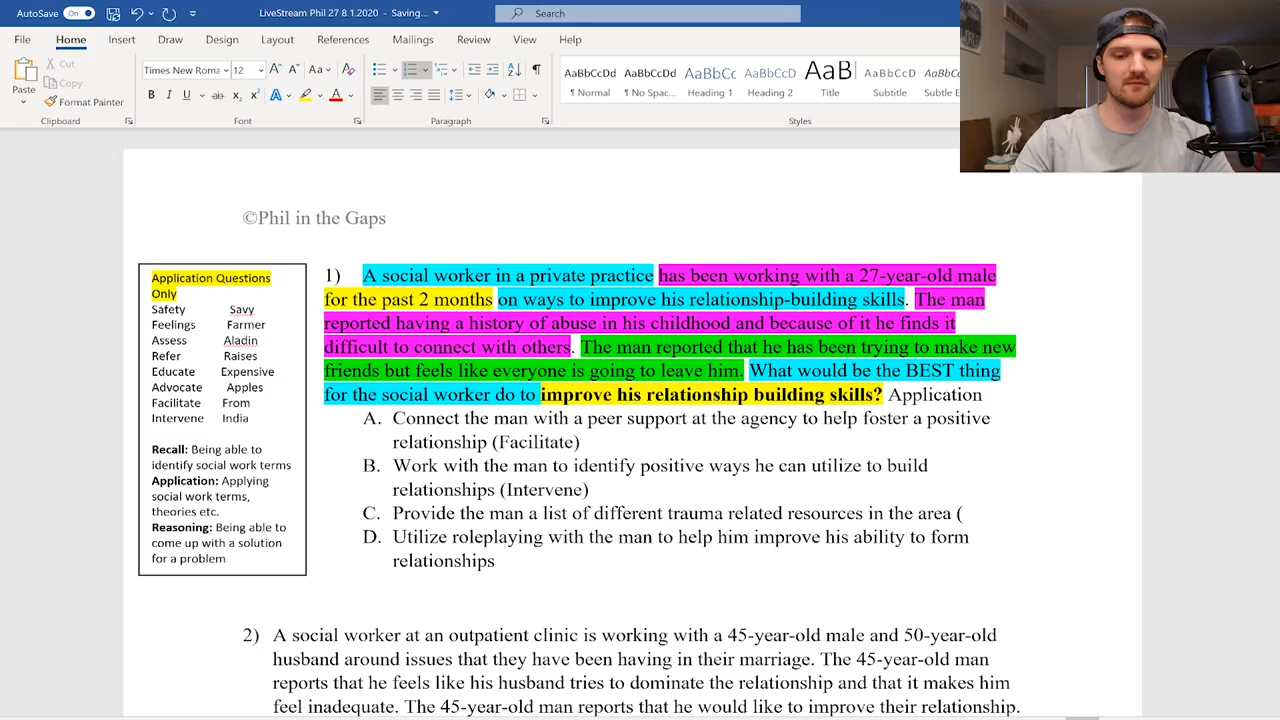 AutoSave On LiveStream Phil 27 8.1.2020 - Saving... Search
File Home Insert Draw Design Layout References Mailings Review View Help
Paste Cut Copy Format Painter
Times New Roma 12 Aa
B I U ab x₂ x² A A
AaBbCcDd AaBbCcDd AaBbCc AaBbCcD AaB AaBbCcD AaBbCcD
¶ Normal ¶ No Spac... Heading 1 Heading 2 Title Subtitle Subtle E
Clipboard Font Paragraph Styles
©Phil in the Gaps
Application Questions
Only
Safety Savy
Feelings Farmer
Assess Aladin
Refer Raises
Educate Expensive
Advocate Apples
Facilitate From
Intervene India
Recall: Being able to
identify social work terms
Application: Applying
social work terms,
theories etc.
Reasoning: Being able to
come up with a solution
for a problem
1) A social worker in a private practice has been working with a 27-year-old male
for the past 2 months on ways to improve his relationship-building skills. The man
reported having a history of abuse in his childhood and because of it he finds it
difficult to connect with others. The man reported that he has been trying to make new
friends but feels like everyone is going to leave him. What would be the BEST thing
for the social worker do to improve his relationship building skills? Application
A. Connect the man with a peer support at the agency to help foster a positive
relationship (Facilitate)
B. Work with the man to identify positive ways he can utilize to build
relationships (Intervene)
C. Provide the man a list of different trauma related resources in the area (
D. Utilize roleplaying with the man to help him improve his ability to form
relationships
2) A social worker at an outpatient clinic is working with a 45-year-old male and 50-year-old
husband around issues that they have been having in their marriage. The 45-year-old man
reports that he feels like his husband tries to dominate the relationship and that it makes him
feel inadequate. The 45-year-old man reports that he would like to improve their relationship.